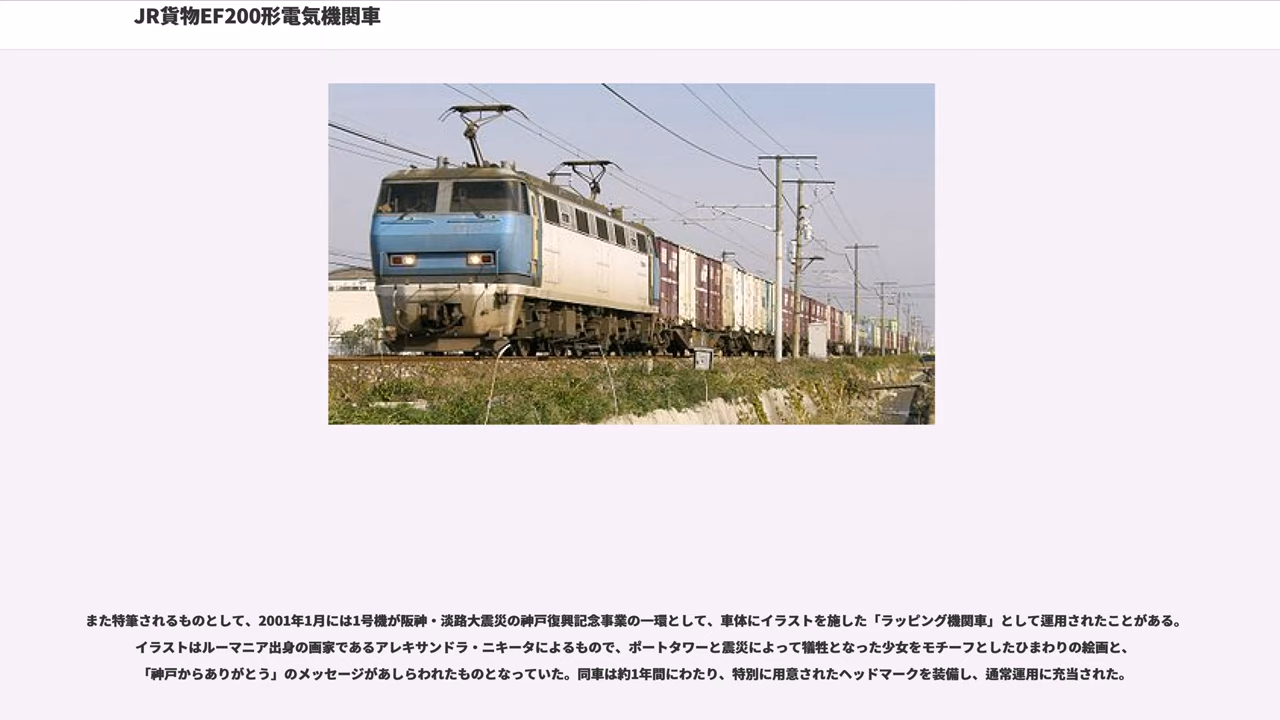 JR貨物EF200形電気機関車
また特筆されるものとして、2001年1月には1号機が阪神・淡路大震災の神戸復興記念事業の一環として、車体にイラストを施した「ラッピング機関車」として運用されたことがある。
イラストはルーマニア出身の画家であるアレキサンドラ・ニキータによるもので、ポートタワーと震災によって犠牲となった少女をモチーフとしたひまわりの絵画と、
「神戸からありがとう」のメッセージがあしらわれたものとなっていた。同車は約1年間にわたり、特別に用意されたヘッドマークを装備し、通常運用に充当された。